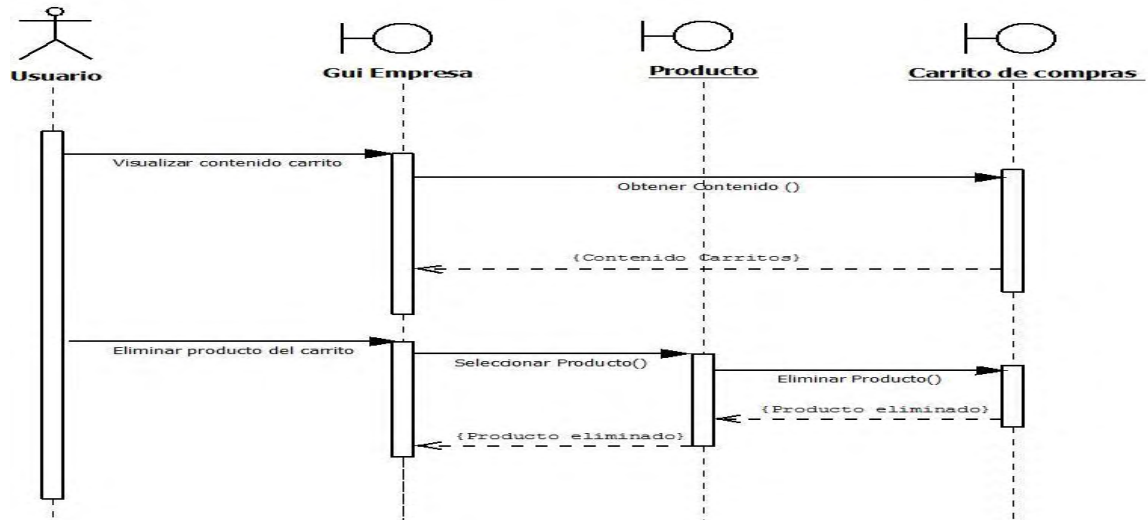 Usuario
Gui Empresa
Producto
Carrito de compras
Visualizar contenido carrito
Obtener Contenido ()
{Contenido Carritos}
Eliminar producto del carrito
Seleccionar Producto()
Eliminar Producto()
{Producto eliminado}
{Producto eliminado}